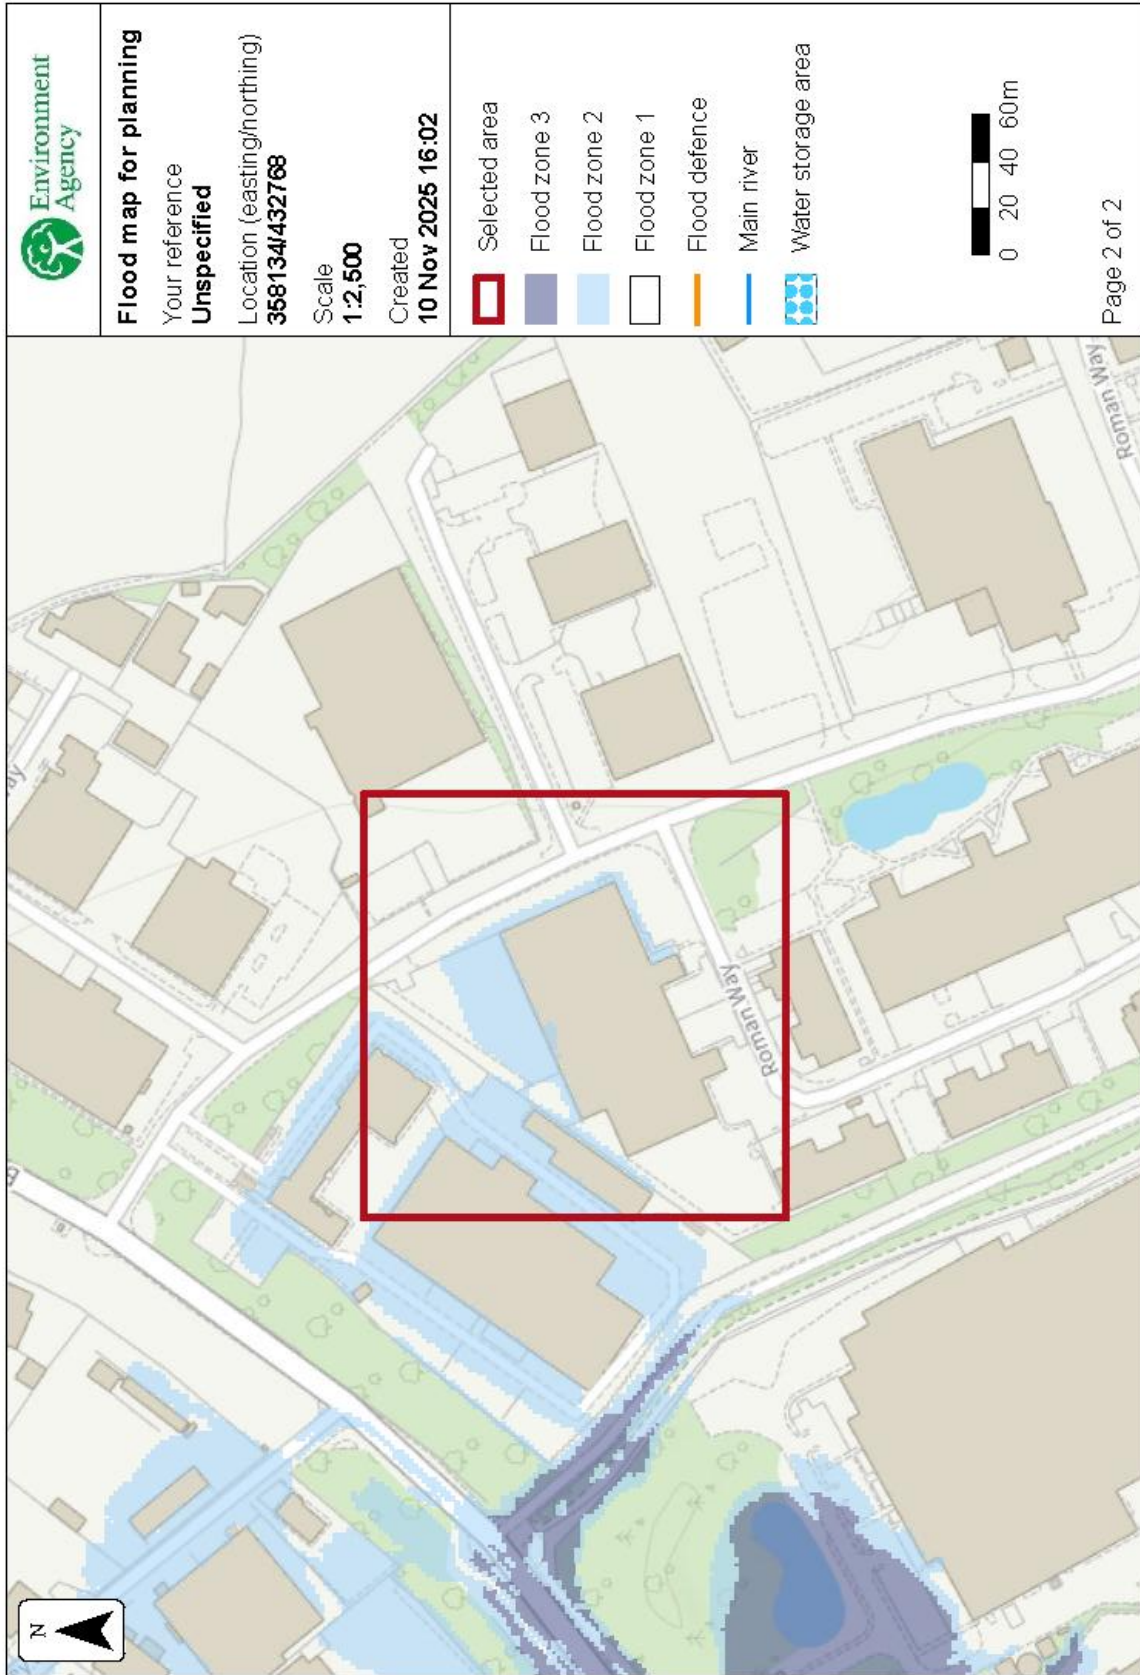 Environment
Agency
Flood map for planning
Your reference
Unspecified
Location (easting/northing)
358134/432768
Scale
1:2,500
Created
10 Nov 2025 16:02
Selected area
Flood zone 3
Flood zone 2
Flood zone 1
Flood defence
Main river
Water storage area
0 20 40 60m
Page 2 of 2
N
B
ay
Roman Way
Roman Way